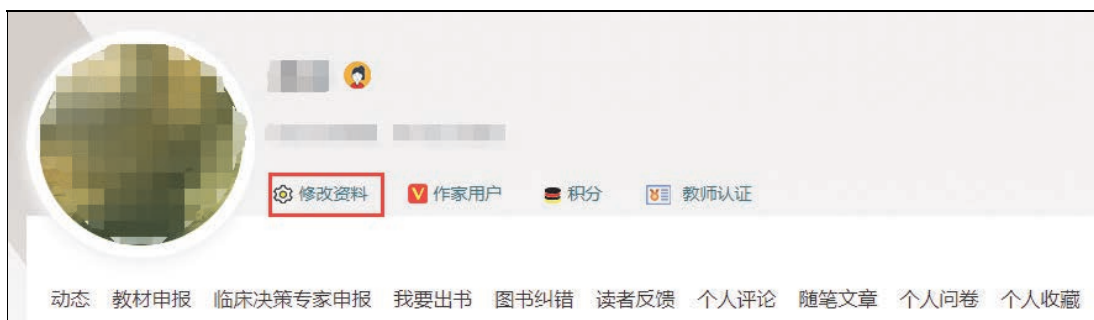 修改资料 作家用户 积分 教师认证
动态 教材申报 临床决策专家申报 我要出书 图书纠错 读者反馈 个人评论 随笔文章 个人问卷 个人收藏